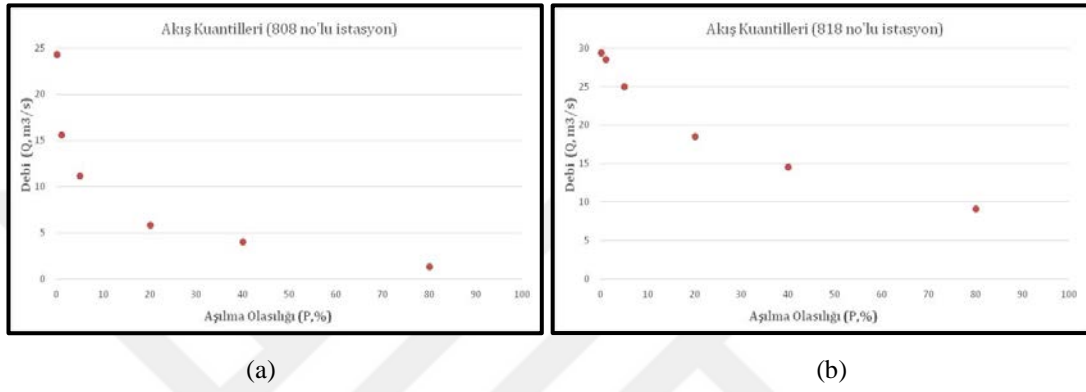 Akış Kuantilleri (808 no'lu istasyon)
Debi (Q, m3/s)
25
20
15
10
5
0
0 10 20 30 40 50 60 70 80 90 100
Aşılma Olasılığı (P,%)
(a)
Akış Kuantilleri (818 no'lu istasyon)
Debi (Q, m3/s)
30
25
20
15
10
5
0
0 10 20 30 40 50 60 70 80 90 100
Aşılma Olasılığı (P,%)
(b)